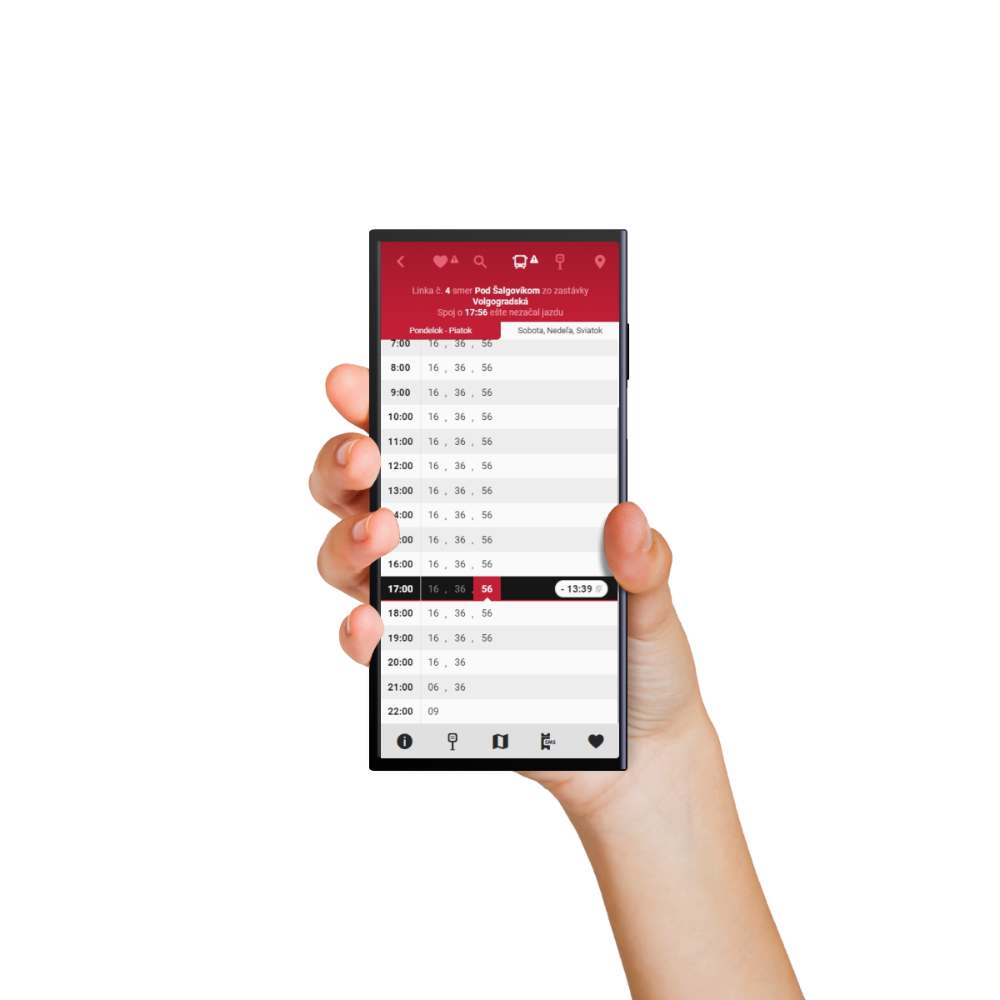 Linka č. 4 smer Pod Šalgovíkom zo zastávky
Volgogradská
Spoj o 17:56 ešte nezačal jazdu
Pondelok - Piatok Sobota, Nedeľa, Sviatok
7:00 16 , 36 , 56
8:00 16 , 36 , 56
9:00 16 , 36 , 56
10:00 16 , 36 , 56
11:00 16 , 36 , 56
12:00 16 , 36 , 56
13:00 16 , 36 , 56
4:00 16 , 36 , 56
:00 16 , 36 , 56
16:00 16 , 36 , 56
17:00 16 , 36 , 56 - 13:39
18:00 16 , 36 , 56
19:00 16 , 36 , 56
20:00 16 , 36
21:00 06 , 36
22:00 09
SMS